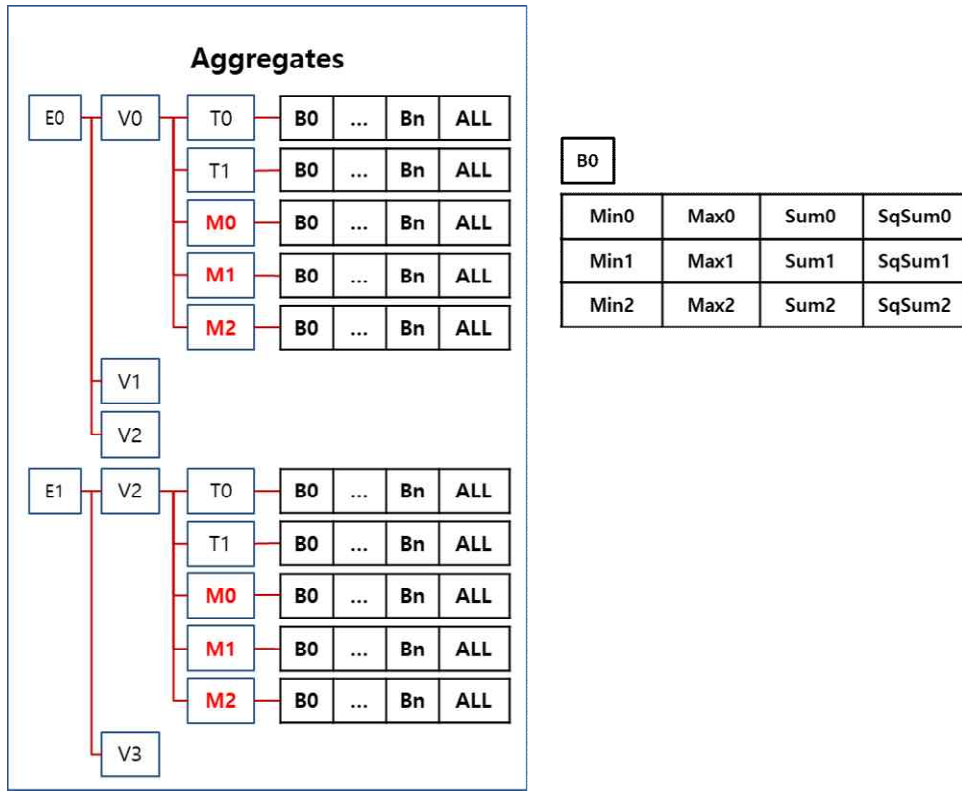 Aggregates
E0 V0 T0 B0 ... Bn ALL
T1 B0 ... Bn ALL
M0 B0 ... Bn ALL
M1 B0 ... Bn ALL
M2 B0 ... Bn ALL
V1
V2
E1 V2 T0 B0 ... Bn ALL
T1 B0 ... Bn ALL
M0 B0 ... Bn ALL
M1 B0 ... Bn ALL
M2 B0 ... Bn ALL
V3
B0
Min0 Max0 Sum0 SqSum0
Min1 Max1 Sum1 SqSum1
Min2 Max2 Sum2 SqSum2